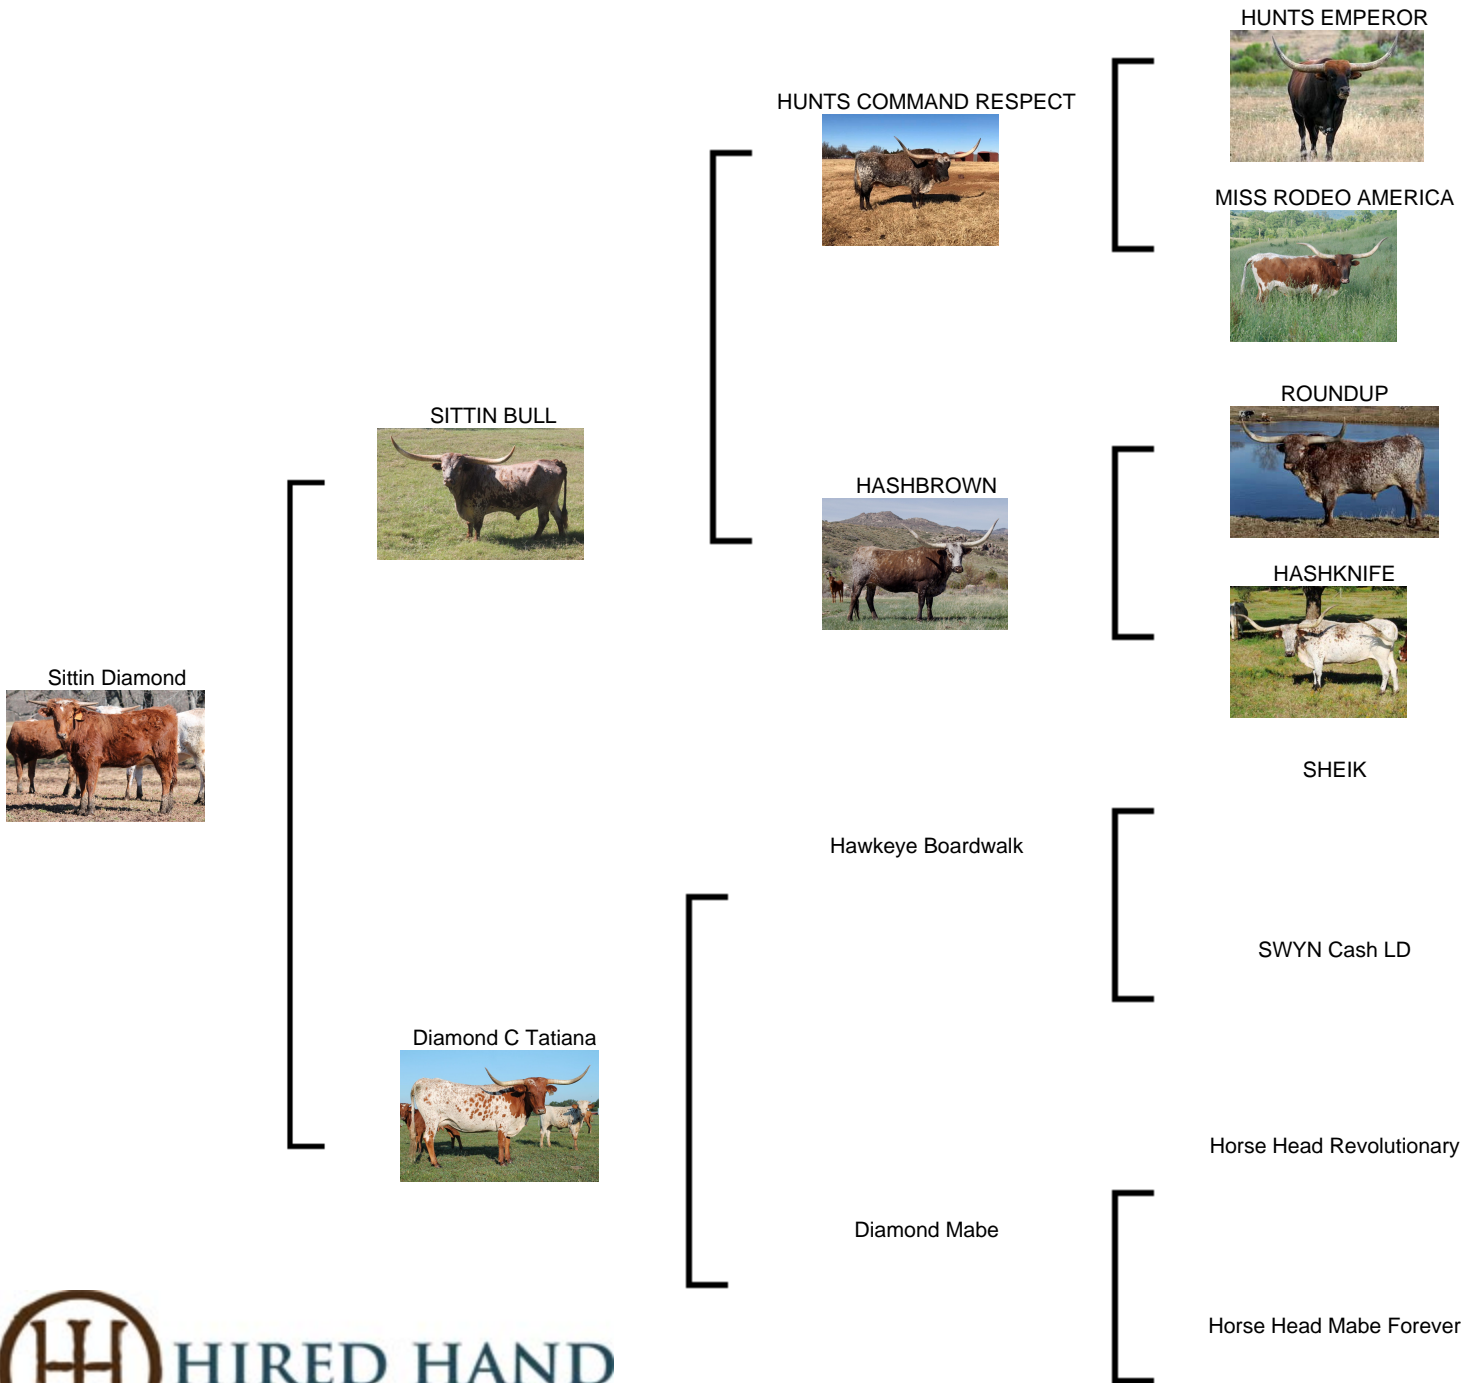 HUNTS EMPEROR
HUNTS COMMAND RESPECT
MISS RODEO AMERICA
ROUNDUP
SITTIN BULL
HASHBROWN
HASHKNIFE
Sittin Diamond
SHEIK
Hawkeye Boardwalk
SWYN Cash LD
Diamond C Tatiana
Horse Head Revolutionary
Diamond Mabe
Horse Head Mabe Forever
HIRED HAND